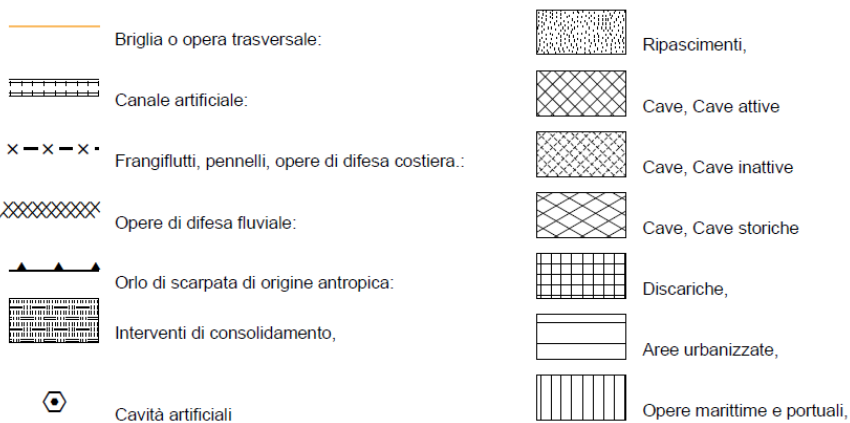 Briglia o opera trasversale:
Canale artificiale:
Frangiflutti, pennelli, opere di difesa costiera.:
Opere di difesa fluviale:
Orlo di scarpata di origine antropica:
Interventi di consolidamento,
Cavità artificiali
Ripascimenti,
Cave, Cave attive
Cave, Cave inattive
Cave, Cave storiche
Discariche,
Aree urbanizzate,
Opere marittime e portuali,